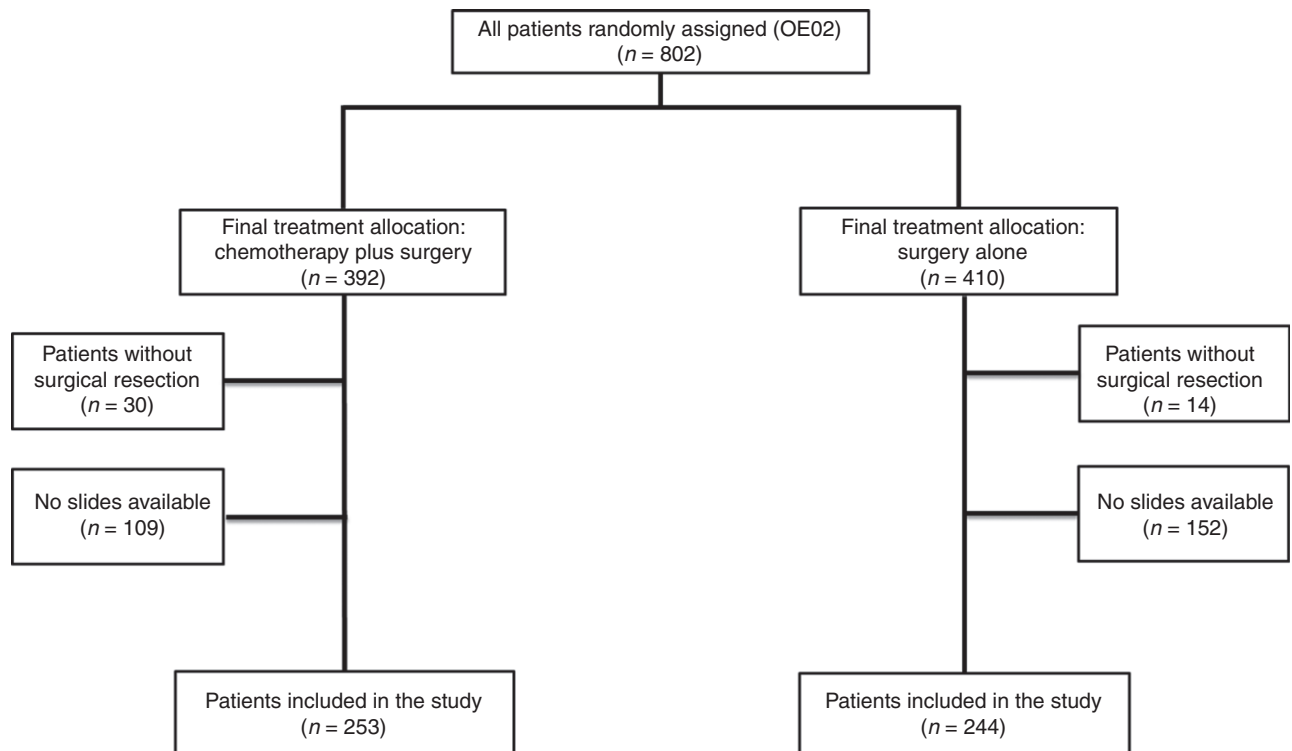 All patients randomly assigned (OE02)
(n = 802)
Final treatment allocation:
chemotherapy plus surgery
(n = 392)
Final treatment allocation:
surgery alone
(n = 410)
Patients without
surgical resection
(n = 30)
Patients without
surgical resection
(n = 14)
No slides available
(n = 109)
No slides available
(n = 152)
Patients included in the study
(n = 253)
Patients included in the study
(n = 244)